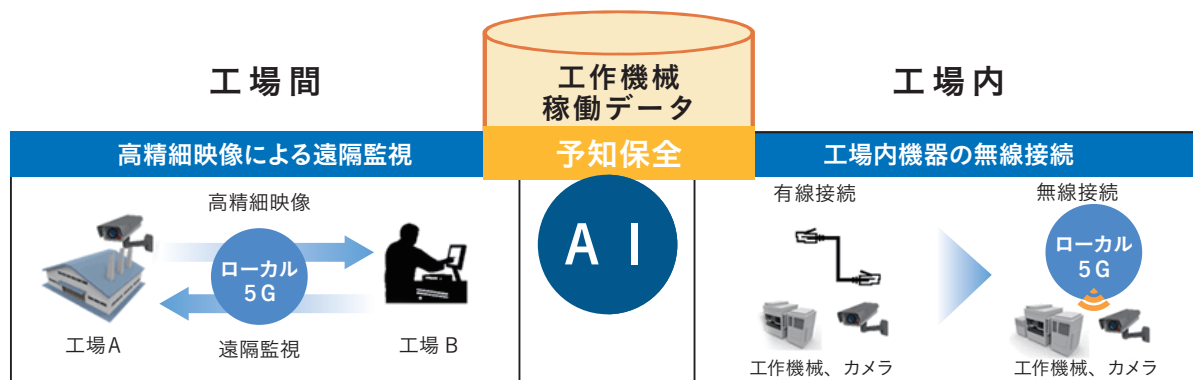 工場間
高精細映像による遠隔監視
高精細映像
ローカル
5G
工場A
遠隔監視
工場B
工作機械
稼働データ
予知保全
AI
工場内
工場内機器の無線接続
有線接続
無線接続
ローカル
5G
工作機械、カメラ
工作機械、カメラ